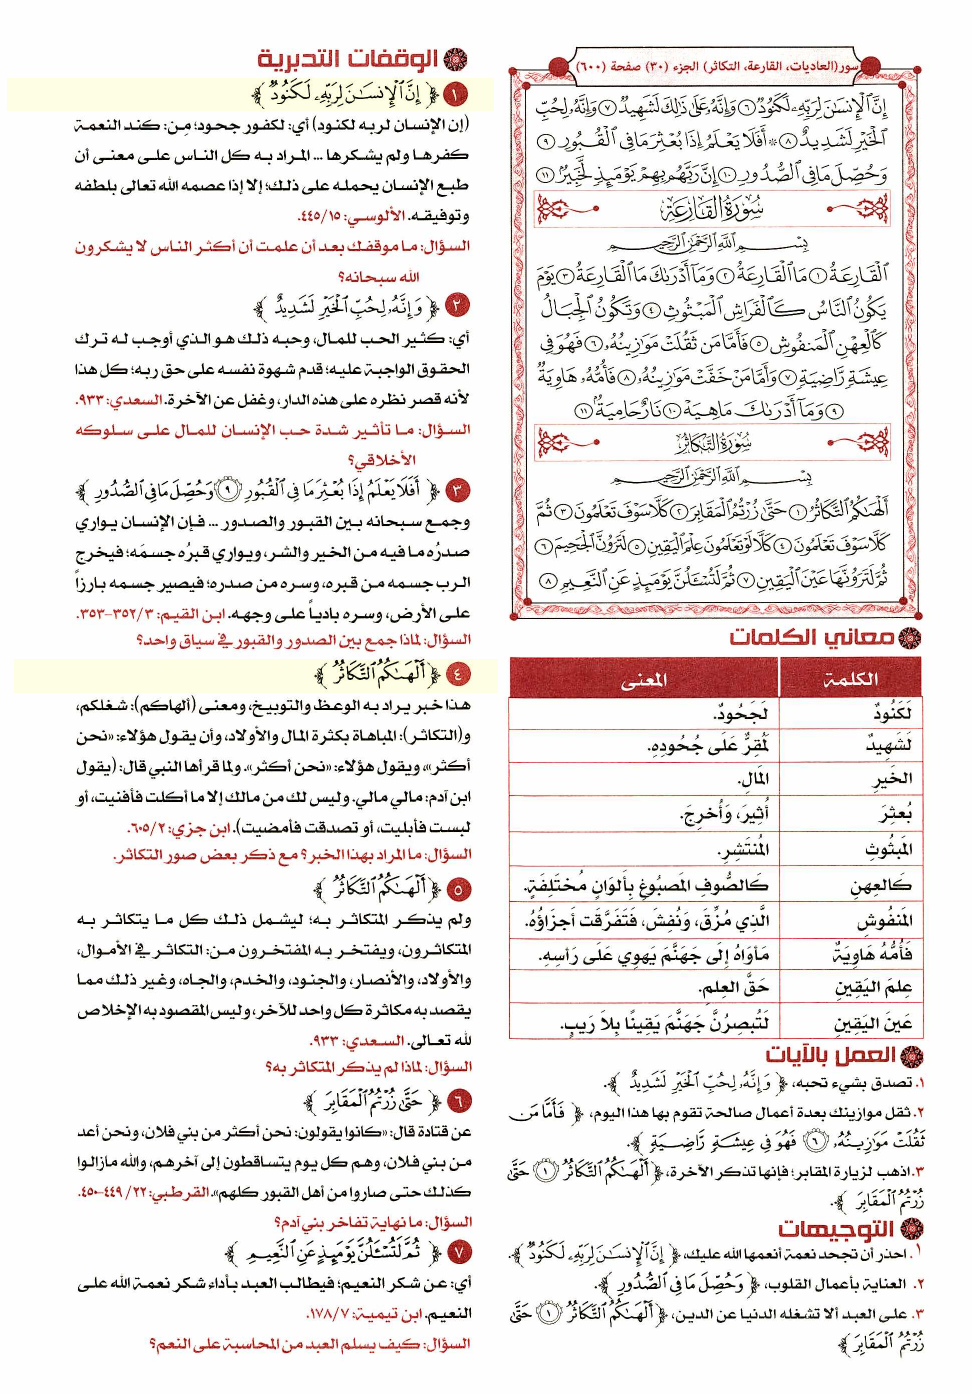 سور(العاديات، القارعة، التكاثر) الجزء (٣٠) صفحة (٦٠٠)
إِنَّ ٱلْإِنسَٰنَ لِرَبِّهِۦ لَكَنُودٌ ٦ وَإِنَّهُۥ عَلَىٰ ذَٰلِكَ لَشَهِيدٌ ٧ وَإِنَّهُۥ لِحُبِّ
ٱلْخَيْرِ لَشَدِيدٌ ٨ * أَفَلَا يَعْلَمُ إِذَا بُعْثِرَ مَا فِى ٱلْقُبُورِ ٩
وَحُصِّلَ مَا فِى ٱلصُّدُورِ ١٠ إِنَّ رَبَّهُم بِهِمْ يَوْمَئِذٍ لَّخَبِيرٌۢ ١١
سُورَةُ القَارِعَةِ
بِسْمِ ٱللَّهِ ٱلرَّحْمَٰنِ ٱلرَّحِيمِ
ٱلْقَارِعَةُ ١ مَا ٱلْقَارِعَةُ ٢ وَمَآ أَدْرَىٰكَ مَا ٱلْقَارِعَةُ ٣ يَوْمَ
يَكُونُ ٱلنَّاسُ كَٱلْفَرَاشِ ٱلْمَبْثُوثِ ٤ وَتَكُونُ ٱلْجِبَالُ
كَٱلْعِهْنِ ٱلْمَنفُوشِ ٥ فَأَمَّا مَن ثَقُلَتْ مَوَٰزِينُهُۥ ٦ فَهُوَ فِى
عِيشَةٍ رَّاضِيَةٍ ٧ وَأَمَّا مَنْ خَفَّتْ مَوَٰزِينُهُۥ ٨ فَأُمُّهُۥ هَاوِيَةٌ
٩ وَمَآ أَدْرَىٰكَ مَا هِيَهْ ١٠ نَارٌ حَامِيَةٌۢ ١١
سُورَةُ التَّكَاثُرِ
بِسْمِ ٱللَّهِ ٱلرَّحْمَٰنِ ٱلرَّحِيمِ
أَلْهَىٰكُمُ ٱلتَّكَاثُرُ ١ حَتَّىٰ زُرْتُمُ ٱلْمَقَابِرَ ٢ كَلَّا سَوْفَ تَعْلَمُونَ ٣ ثُمَّ
كَلَّا سَوْفَ تَعْلَمُونَ ٤ كَلَّا لَوْ تَعْلَمُونَ عِلْمَ ٱلْيَقِينِ ٥ لَتَرَوُنَّ ٱلْجَحِيمَ ٦
ثُمَّ لَتَرَوُنَّهَا عَيْنَ ٱلْيَقِينِ ٧ ثُمَّ لَتُسْـَٔلُنَّ يَوْمَئِذٍ عَنِ ٱلنَّعِيمِ ٨
معاني الكلمات
الكلمة المعنى
لَكَنُودٌ لَجَحُودٌ.
لَشَهِيدٌ لَمُقِرٌّ عَلَى جُحُودِهِ.
الخَيرِ المَالِ.
بُعثِرَ أُثِيرَ، وَأُخرِجَ.
المَبثُوثِ المُنتَشِرِ.
كَالعِهنِ كَالصُّوفِ المَصبُوغِ بِأَلوَانٍ مُختَلِفَةٍ.
المَنفُوشِ الَّذِي مُزِّقَ، وَنُفِشَ، فَتَفَرَّقَت أَجزَاؤُهُ.
فَأُمُّهُ هَاوِيَةٌ مَأوَاهُ إِلَى جَهَنَّمَ يَهوِي عَلَى رَأسِهِ.
عِلمَ اليَقِينِ حَقَّ العِلمِ.
عَينَ اليَقِينِ لَتُبصِرُنَّ جَهَنَّمَ يَقِينًا بِلَا رَيبٍ.
العمل بالآيات
١. تصدق بشيء تحبه، ﴿ وَإِنَّهُۥ لِحُبِّ ٱلْخَيْرِ لَشَدِيدٌ ﴾.
٢. ثقل موازينك بعدة أعمال صالحة تقوم بها هذا اليوم، ﴿ فَأَمَّا مَن
ثَقُلَتْ مَوَٰزِينُهُۥ ٦ فَهُوَ فِى عِيشَةٍ رَّاضِيَةٍ ﴾.
٣. اذهب لزيارة المقابر؛ فإنها تذكر الآخرة، ﴿ أَلْهَىٰكُمُ ٱلتَّكَاثُرُ ١ حَتَّىٰ
زُرْتُمُ ٱلْمَقَابِرَ ﴾.
التوجيهات
١. احذر أن تجحد نعمة أنعمها الله عليك، ﴿ إِنَّ ٱلْإِنسَٰنَ لِرَبِّهِۦ لَكَنُودٌ ﴾.
٢. العناية بأعمال القلوب، ﴿ وَحُصِّلَ مَا فِى ٱلصُّدُورِ ﴾.
٣. على العبد ألا تشغله الدنيا عن الدين، ﴿ أَلْهَىٰكُمُ ٱلتَّكَاثُرُ ١ حَتَّىٰ
زُرْتُمُ ٱلْمَقَابِرَ ﴾
الوقفات التدبرية
١ ﴿ إِنَّ ٱلْإِنسَٰنَ لِرَبِّهِۦ لَكَنُودٌ ﴾
(إن الإنسان لربه لكنود) أي: لكفور جحود؛ من: كند النعمة
كفرها ولم يشكرها ... المراد به كل الناس على معنى أن
طبع الإنسان يحمله على ذلك؛ إلا إذا عصمه الله تعالى بلطفه
وتوفيقه. الألوسي: ٤٤٥/١٥.
السؤال: ما موقفك بعد أن علمت أن أكثر الناس لا يشكرون
الله سبحانه؟
٢ ﴿ وَإِنَّهُۥ لِحُبِّ ٱلْخَيْرِ لَشَدِيدٌ ﴾
أي: كثير الحب للمال، وحبه ذلك هو الذي أوجب له ترك
الحقوق الواجبة عليه؛ قدم شهوة نفسه على حق ربه؛ كل هذا
لأنه قصر نظره على هذه الدار، وغفل عن الآخرة. السعدي: ٩٣٣.
السؤال: ما تأثير شدة حب الإنسان للمال على سلوكه
الأخلاقي؟
٣ ﴿ أَفَلَا يَعْلَمُ إِذَا بُعْثِرَ مَا فِى ٱلْقُبُورِ ٩ وَحُصِّلَ مَا فِى ٱلصُّدُورِ ﴾
وجمع سبحانه بين القبور والصدور ... فإن الإنسان يواري
صدرُه ما فيه من الخير والشر، ويواري قبرُه جسمَه؛ فيخرج
الرب جسمه من قبره، وسره من صدره؛ فيصير جسمه بارزاً
على الأرض، وسره بادياً على وجهه. ابن القيم: ٣٥٢/٣-٣٥٣.
السؤال: لماذا جمع بين الصدور والقبور في سياق واحد؟
٤ ﴿ أَلْهَىٰكُمُ ٱلتَّكَاثُرُ ﴾
هذا خبر يراد به الوعظ والتوبيخ، ومعنى (ألهاكم): شغلكم،
و(التكاثر): المباهاة بكثرة المال والأولاد، وأن يقول هؤلاء: «نحن
أكثر»، ويقول هؤلاء: «نحن أكثر». ولما قرأها النبي قال: (يقول
ابن آدم: مالي مالي. وليس لك من مالك إلا ما أكلت فأفنيت، أو
لبست فأبليت، أو تصدقت فأمضيت). ابن جزي: ٦٠٥/٢.
السؤال: ما المراد بهذا الخبر؟ مع ذكر بعض صور التكاثر.
٥ ﴿ أَلْهَىٰكُمُ ٱلتَّكَاثُرُ ﴾
ولم يذكر المتكاثر به؛ ليشمل ذلك كل ما يتكاثر به
المتكاثرون، ويفتخر به المفتخرون من: التكاثر في الأموال،
والأولاد، والأنصار، والجنود، والخدم، والجاه، وغير ذلك مما
يقصد به مكاثرة كل واحد للآخر، وليس المقصود به الإخلاص
لله تعالى. السعدي: ٩٣٣.
السؤال: لماذا لم يذكر المتكاثر به؟
٦ ﴿ حَتَّىٰ زُرْتُمُ ٱلْمَقَابِرَ ﴾
عن قتادة قال: «كانوا يقولون: نحن أكثر من بني فلان، ونحن أعد
من بني فلان، وهم كل يوم يتساقطون إلى آخرهم، والله مازالوا
كذلك حتى صاروا من أهل القبور كلهم». القرطبي: ٤٤٩/٢٢-٤٥٠.
السؤال: ما نهاية تفاخر بني آدم؟
٧ ﴿ ثُمَّ لَتُسْـَٔلُنَّ يَوْمَئِذٍ عَنِ ٱلنَّعِيمِ ﴾
أي: عن شكر النعيم؛ فيطالب العبد بأداء شكر نعمة الله على
النعيم. ابن تيمية: ١٧٨/٧.
السؤال: كيف يسلم العبد من المحاسبة على النعم؟